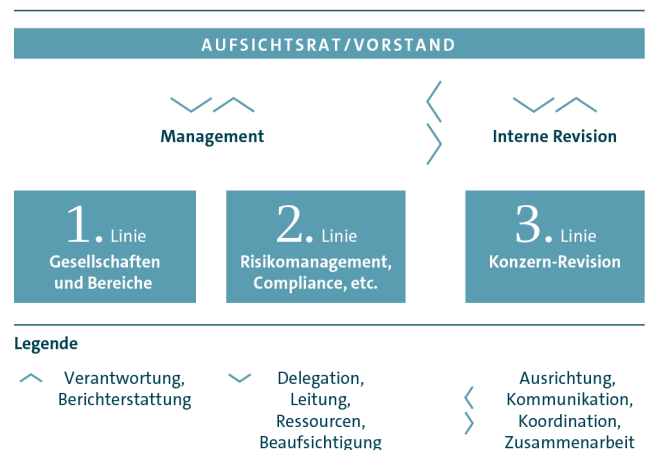 AUFSICHTSRAT/VORSTAND
Management
Interne Revision
1. Linie
Gesellschaften
und Bereiche
2. Linie
Risikomanagement,
Compliance, etc.
3. Linie
Konzern-Revision
Legende
Verantwortung,
Berichterstattung
Delegation,
Leitung,
Ressourcen,
Beaufsichtigung
Ausrichtung,
Kommunikation,
Koordination,
Zusammenarbeit